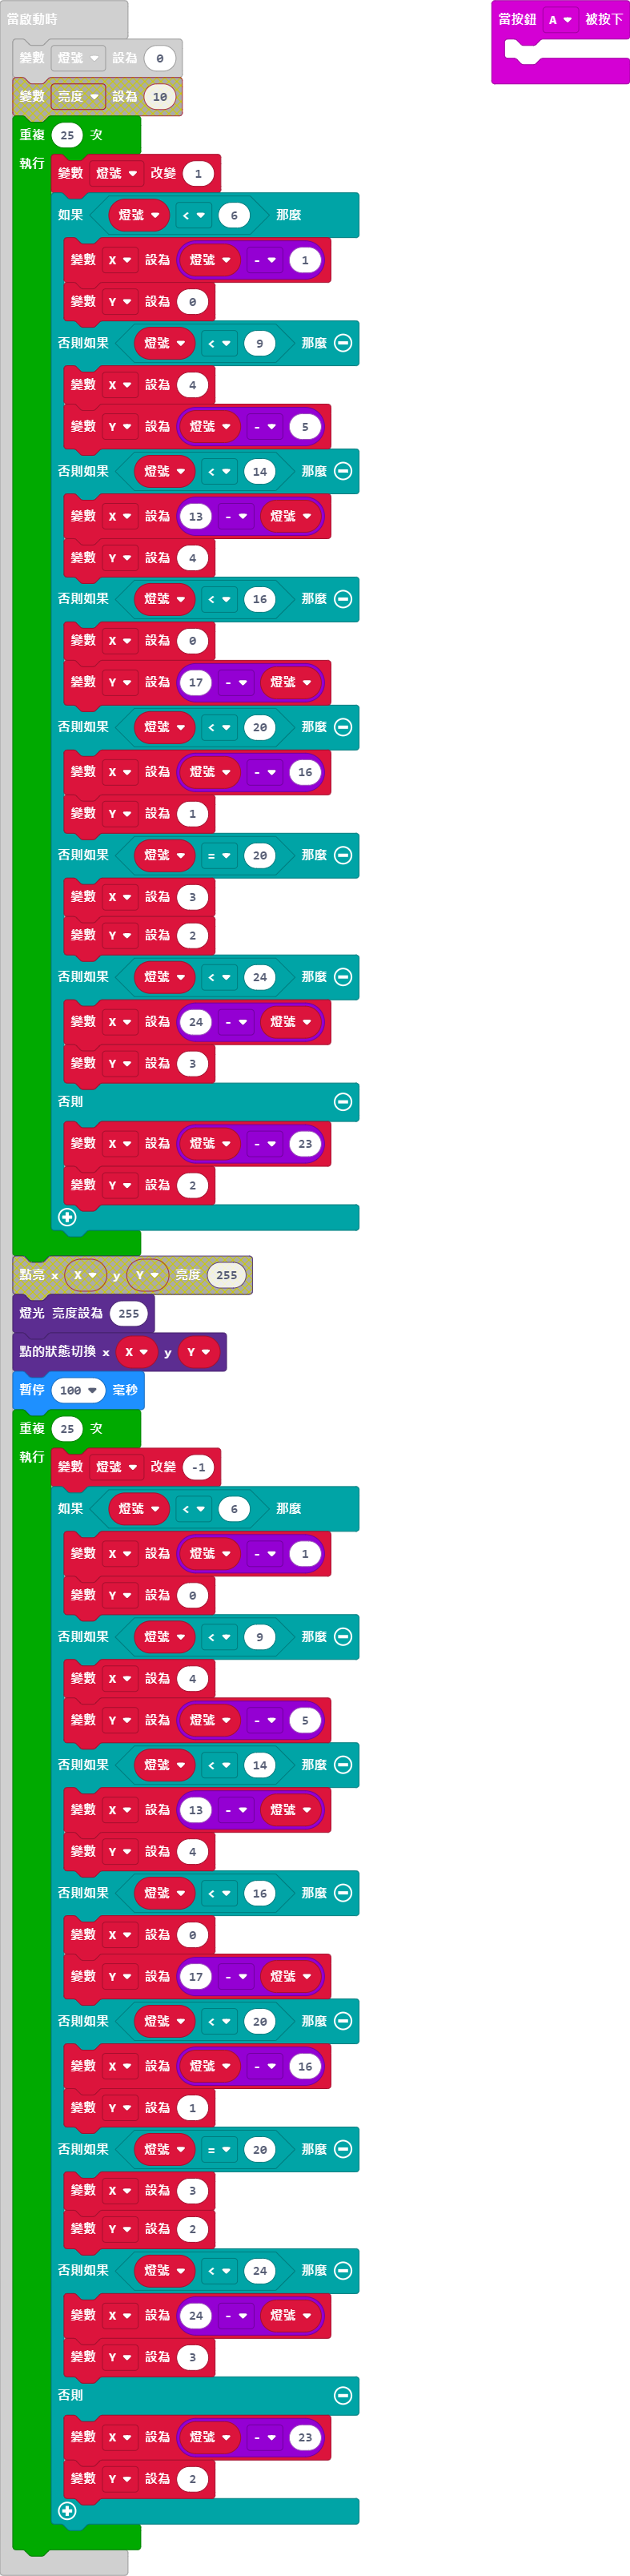 當啟動時
變數 燈號 設為 0
變數 亮度 設為 10
重複 25 次
執行
變數 燈號 改變 1
如果 燈號 < 6 那麼
變數 X 設為 燈號 - 1
變數 Y 設為 0
否則如果 燈號 < 9 那麼
變數 X 設為 4
變數 Y 設為 燈號 - 5
否則如果 燈號 < 14 那麼
變數 X 設為 13 - 燈號
變數 Y 設為 4
否則如果 燈號 < 16 那麼
變數 X 設為 0
變數 Y 設為 17 - 燈號
否則如果 燈號 < 20 那麼
變數 X 設為 燈號 - 16
變數 Y 設為 1
否則如果 燈號 = 20 那麼
變數 X 設為 3
變數 Y 設為 2
否則如果 燈號 < 24 那麼
變數 X 設為 24 - 燈號
變數 Y 設為 3
否則
變數 X 設為 燈號 - 23
變數 Y 設為 2
點亮 x X y Y 亮度 255
燈光 亮度設為 255
點的狀態切換 x X y Y
暫停 100 毫秒
重複 25 次
執行
變數 燈號 改變 -1
如果 燈號 < 6 那麼
變數 X 設為 燈號 - 1
變數 Y 設為 0
否則如果 燈號 < 9 那麼
變數 X 設為 4
變數 Y 設為 燈號 - 5
否則如果 燈號 < 14 那麼
變數 X 設為 13 - 燈號
變數 Y 設為 4
否則如果 燈號 < 16 那麼
變數 X 設為 0
變數 Y 設為 17 - 燈號
否則如果 燈號 < 20 那麼
變數 X 設為 燈號 - 16
變數 Y 設為 1
否則如果 燈號 = 20 那麼
變數 X 設為 3
變數 Y 設為 2
否則如果 燈號 < 24 那麼
變數 X 設為 24 - 燈號
變數 Y 設為 3
否則
變數 X 設為 燈號 - 23
變數 Y 設為 2
當按鈕 A 被按下